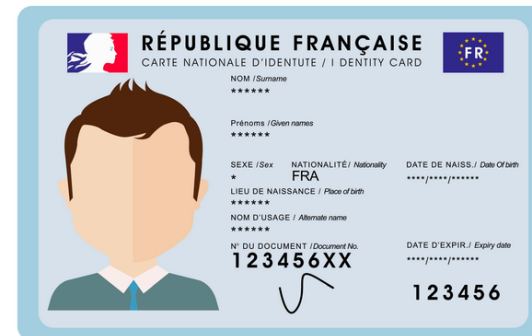 RÉPUBLIQUE FRANÇAISE
FR
CARTE NATIONALE D'IDENTUTE / I DENTITY CARD
NOM /Surname
******
Prénoms /Given names
******
SEXE /Sex NATIONALITÉ/ Nationality DATE DE NAISS./ Date Of birth
* FRA ****/****/******
LIEU DE NAISSANCE / Place of birth
******
NOM D'USAGE / Alternate name
******
N° DU DOCUMENT /Document No. DATE D'EXPIR./ Expiry date
123456XX ****/****/******
123456